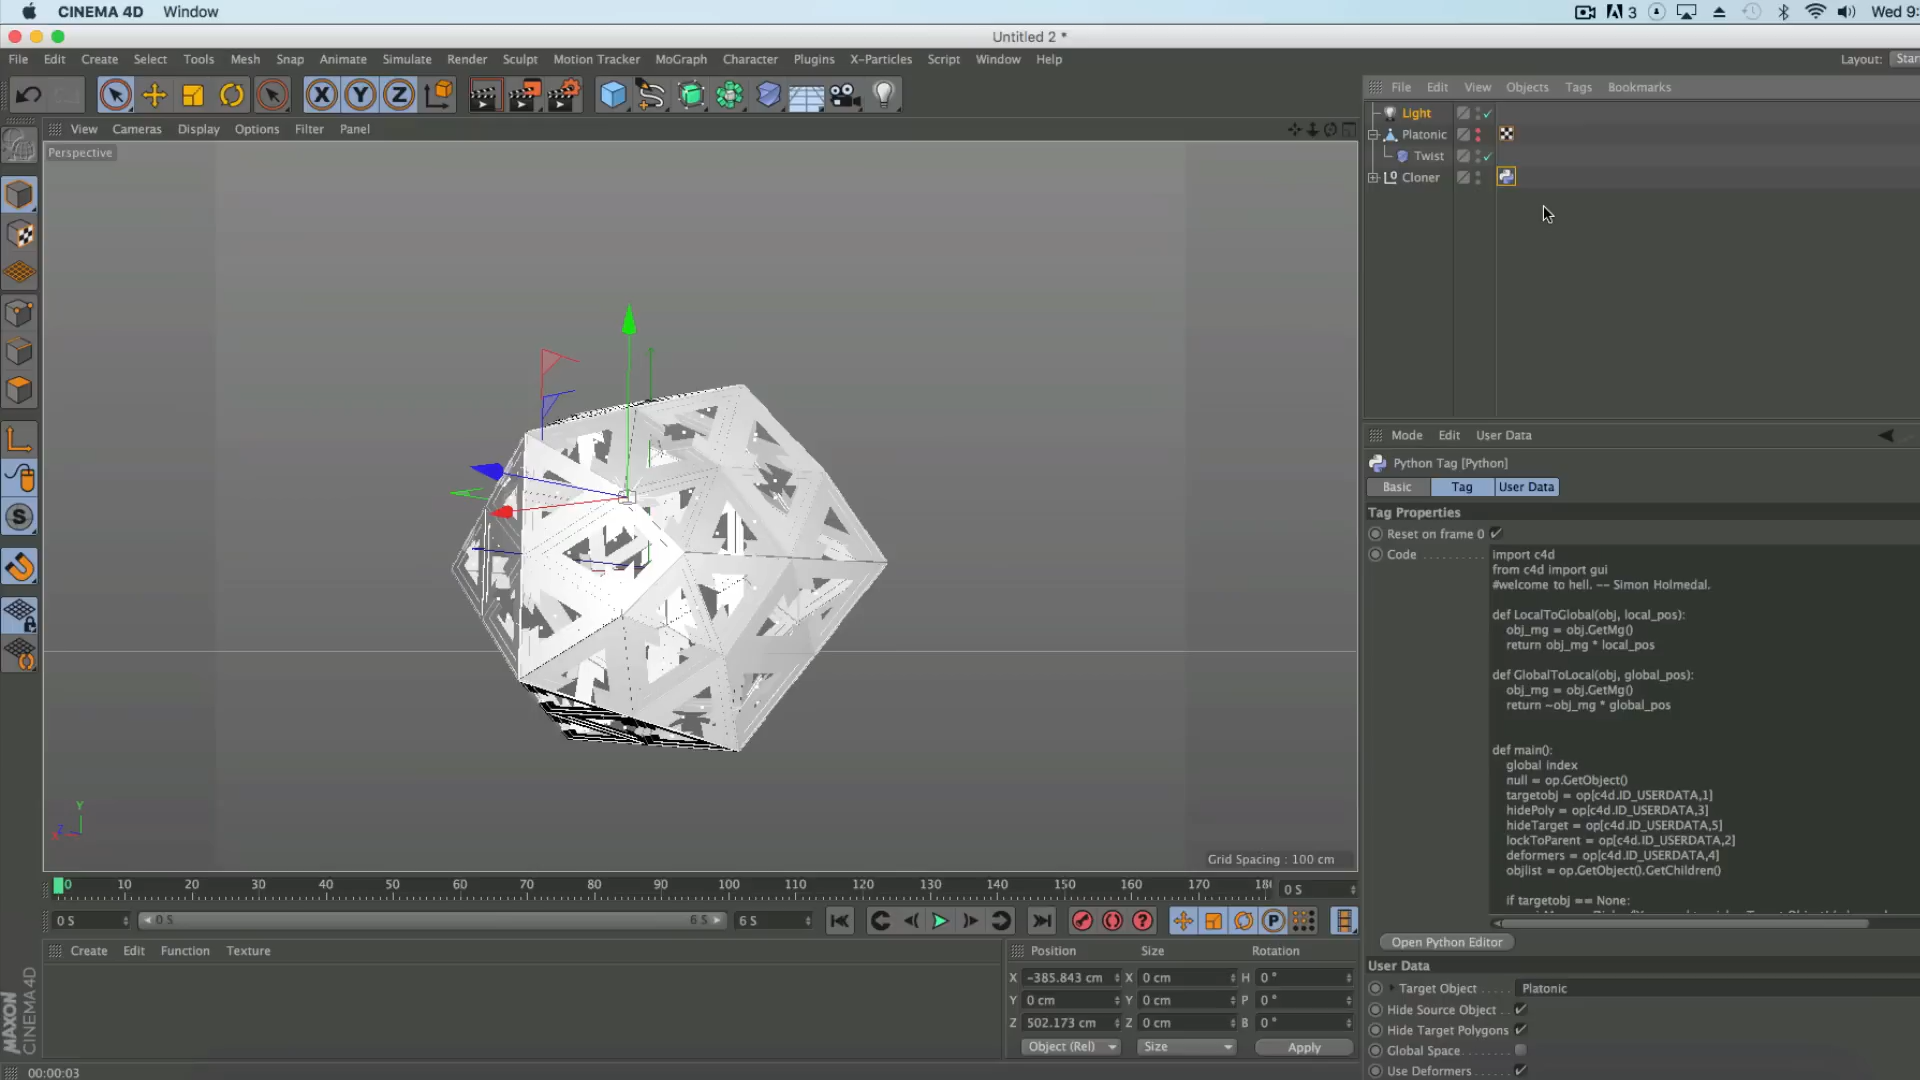 CINEMA 4D Window
3
Wed 9:
Untitled 2 *
File Edit Create Select Tools Mesh Snap Animate Simulate Render Sculpt Motion Tracker MoGraph Character Plugins X-Particles Script Window Help
Layout: Star
X Y Z
File Edit View Objects Tags Bookmarks
Light
Platonic
Twist
Cloner
View Cameras Display Options Filter Panel
Perspective
Y
Z
Grid Spacing : 100 cm
S
Mode Edit User Data
Python Tag [Python]
Basic Tag User Data
Tag Properties
Reset on frame 0
Code
import c4d
from c4d import gui
#welcome to hell. -- Simon Holmedal.
def LocalToGlobal(obj, local_pos):
obj_mg = obj.GetMg()
return obj_mg * local_pos
def GlobalToLocal(obj, global_pos):
obj_mg = obj.GetMg()
return ~obj_mg * global_pos
def main():
global index
null = op.GetObject()
targetobj = op[c4d.ID_USERDATA,1]
hidePoly = op[c4d.ID_USERDATA,3]
hideTarget = op[c4d.ID_USERDATA,5]
lockToParent = op[c4d.ID_USERDATA,2]
deformers = op[c4d.ID_USERDATA,4]
objlist = op.GetObject().GetChildren()
if targetobj == None:
Open Python Editor
User Data
Target Object Platonic
Hide Source Object
Hide Target Polygons
Global Space
Use Deformers
0 10 20 30 40 50 60 70 80 90 100 110 120 130 140 150 160 170 18
0 S
0 S 0 S 6 S 6 S
P
Create Edit Function Texture
Position Size Rotation
X -385.843 cm X 0 cm H 0 °
Y 0 cm Y 0 cm P 0 °
Z 502.173 cm Z 0 cm B 0 °
Object (Rel) Size Apply
MAXON
CINEMA 4D
00:00:03